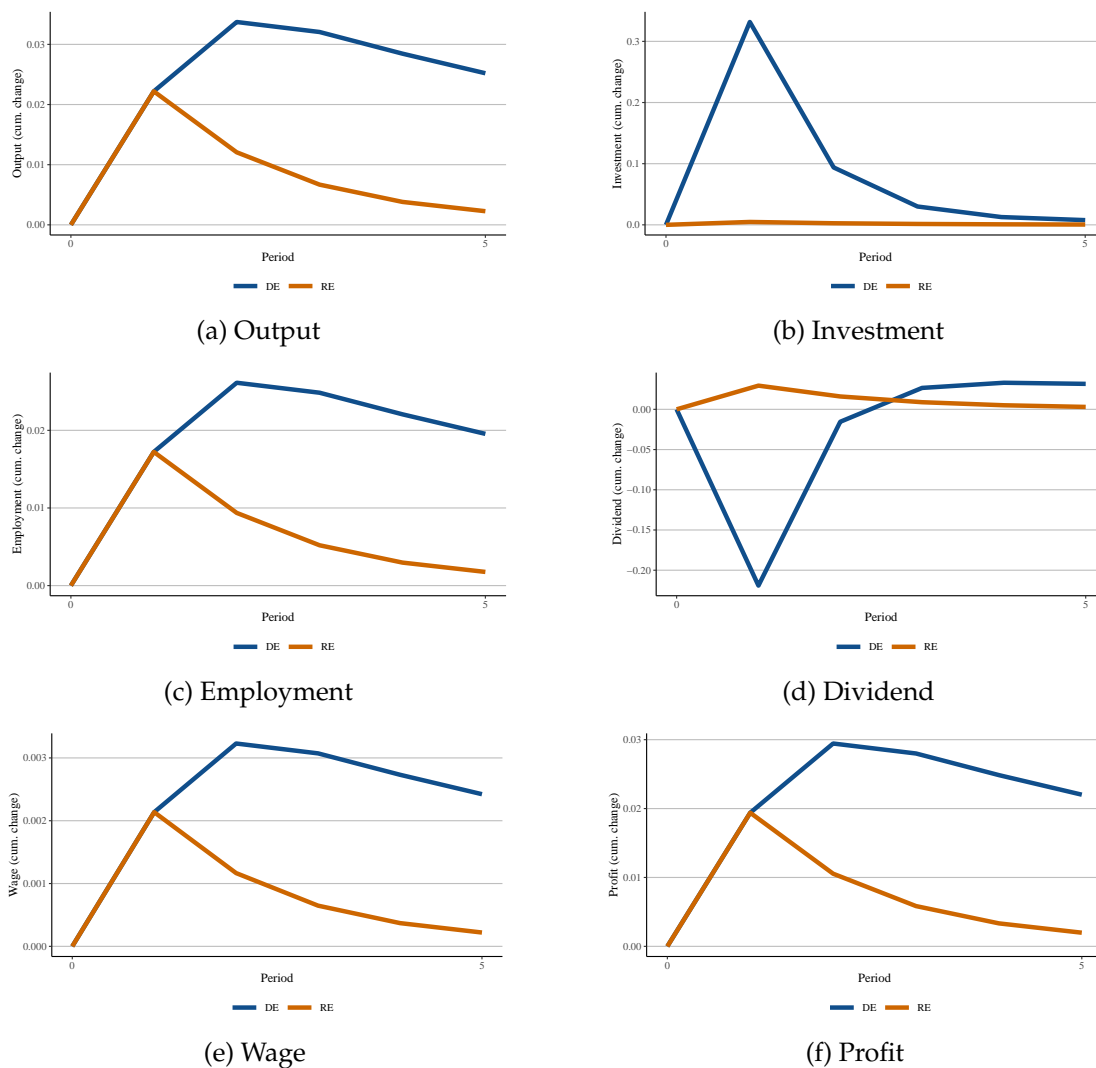 Output (cum. change)
0.03
0.02
0.01
0.00
0
5
Period
DE RE
(a) Output
Investment (cum. change)
0.3
0.2
0.1
0.0
0
5
Period
DE RE
(b) Investment
Employment (cum. change)
0.02
0.01
0.00
0
5
Period
DE RE
(c) Employment
Dividend (cum. change)
0.00
−0.05
−0.10
−0.15
−0.20
0
5
Period
DE RE
(d) Dividend
Wage (cum. change)
0.003
0.002
0.001
0.000
0
5
Period
DE RE
(e) Wage
Profit (cum. change)
0.03
0.02
0.01
0.00
0
5
Period
DE RE
(f) Profit